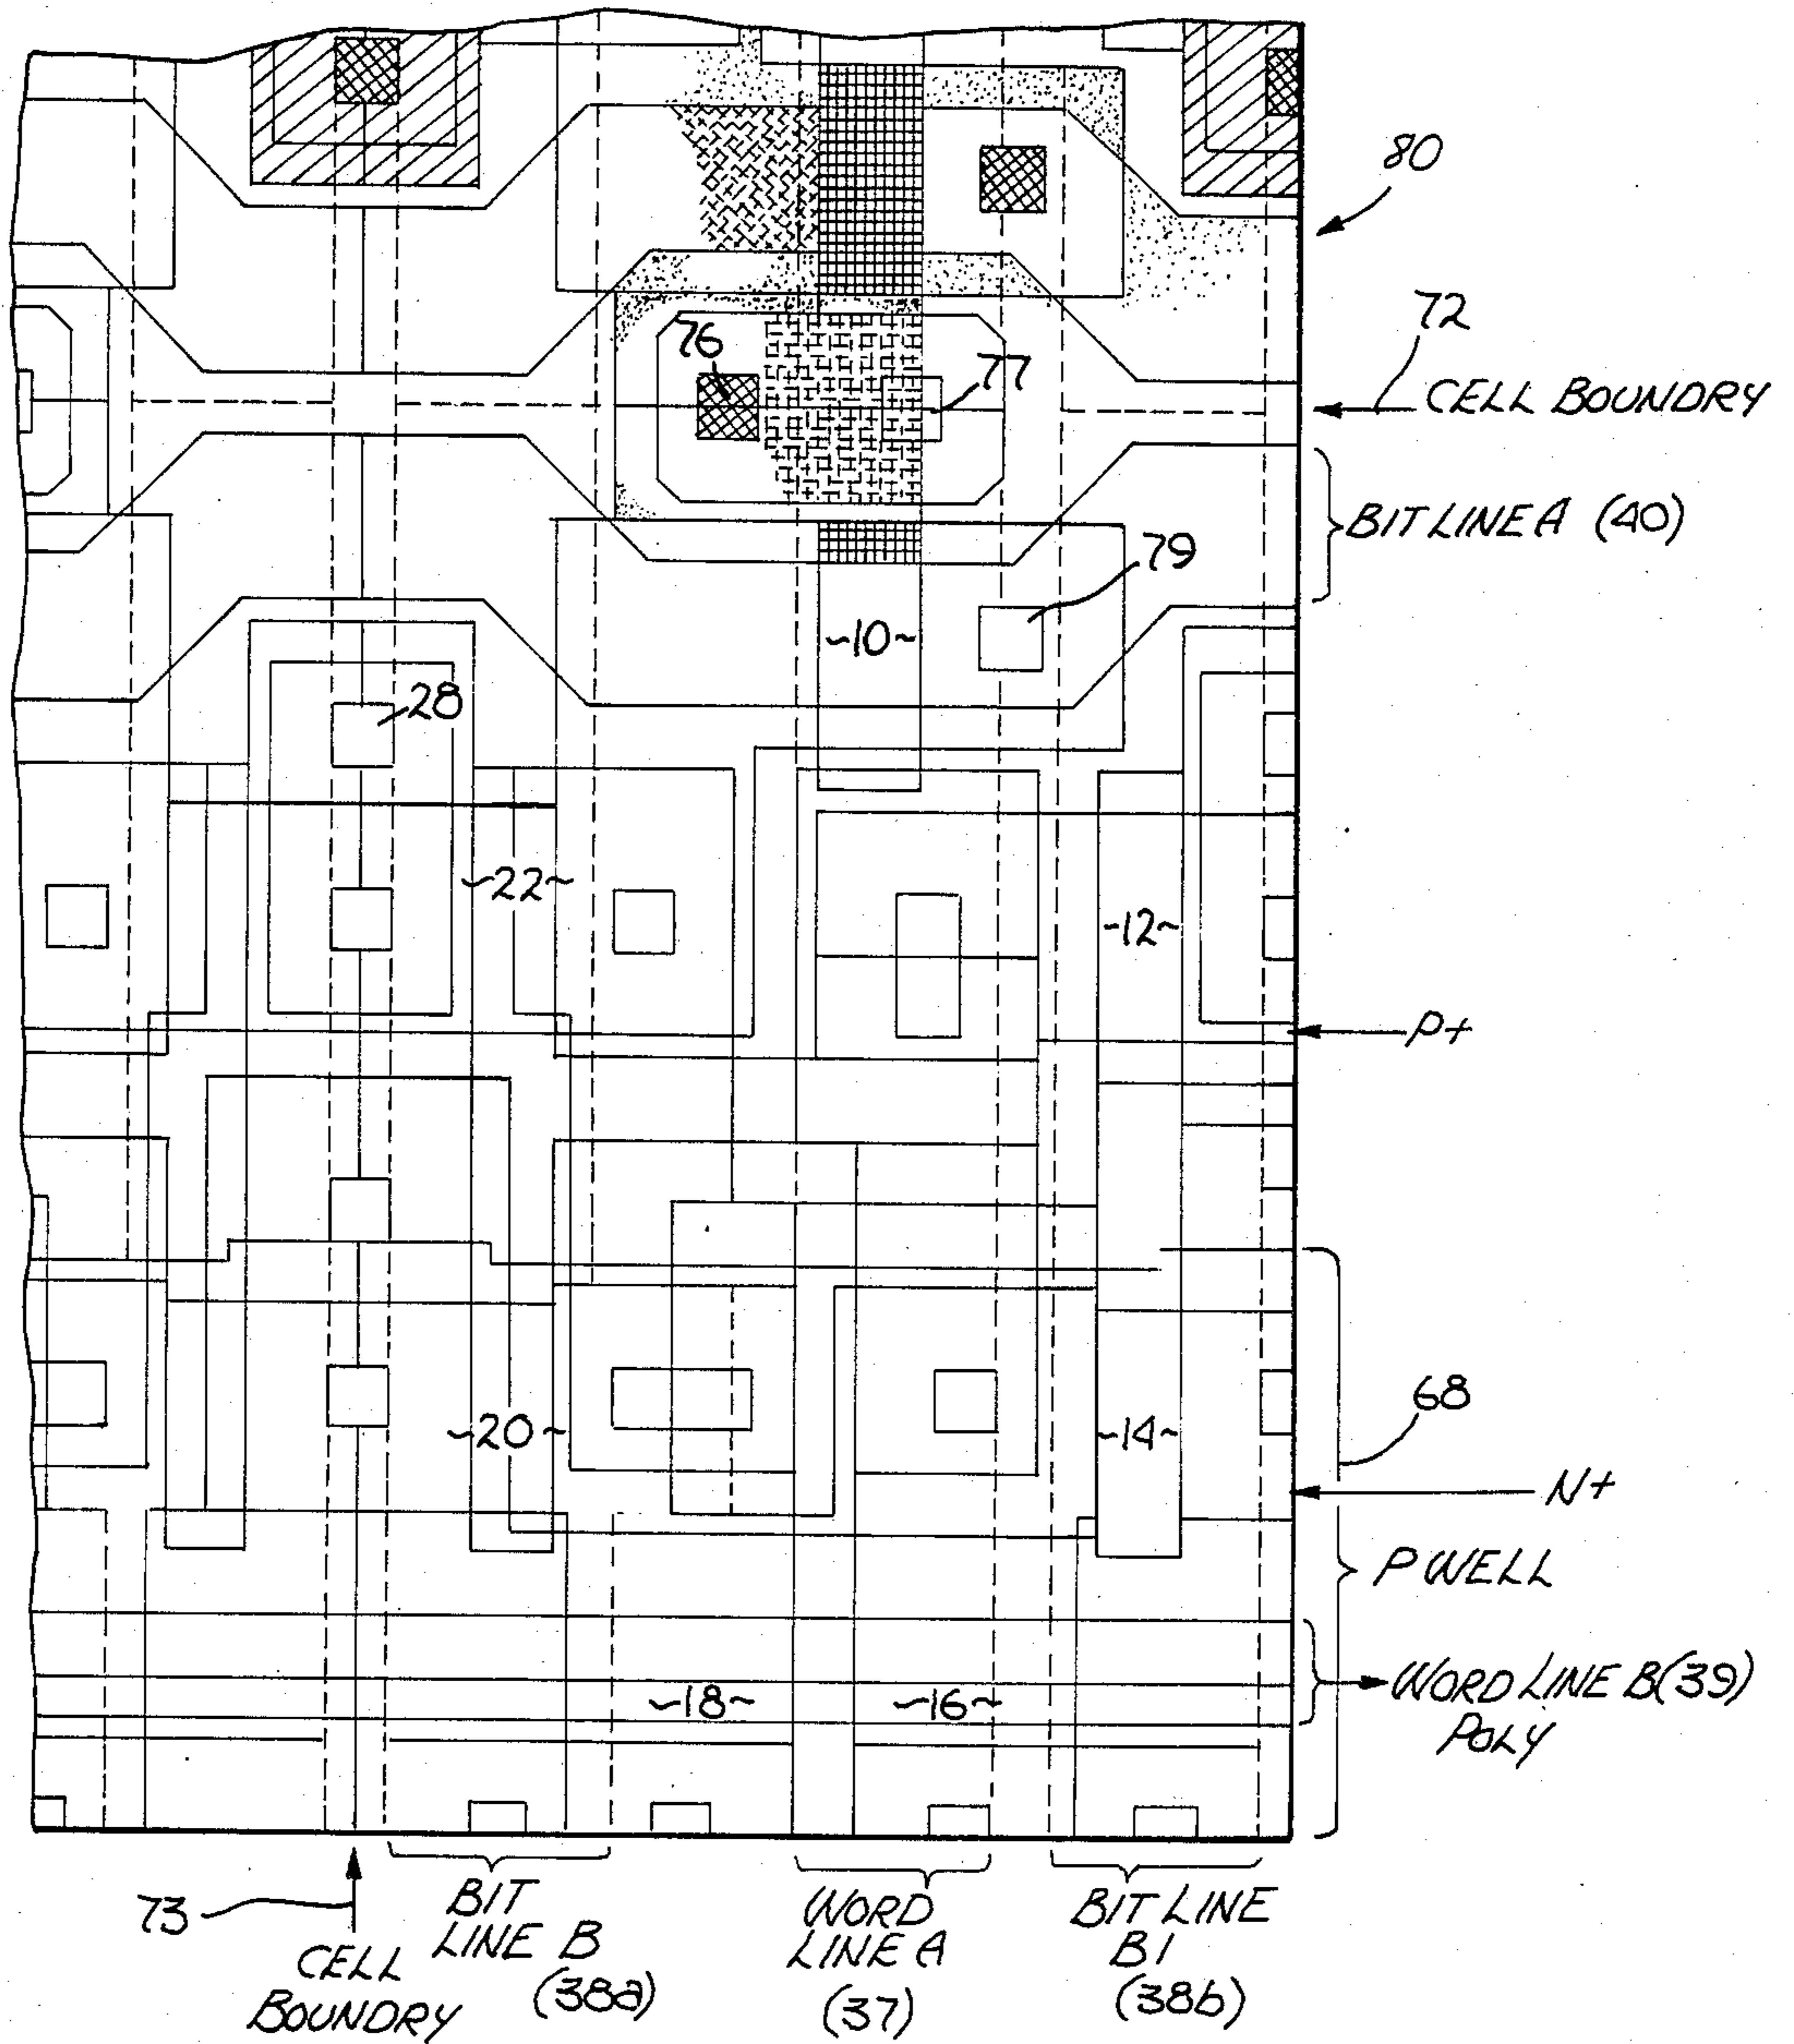 80
72
CELL BOUNDRY
76
77
BIT LINE A (40)
79
~10~
28
~22~
~12~
P+
68
~20~
~14~
N+
P WELL
WORD LINE B(39)
POLY
~18~
~16~
73
CELL
BOUNDRY
BIT
LINE B
(38a)
WORD
LINE A
(37)
BIT LINE
B1
(38b)